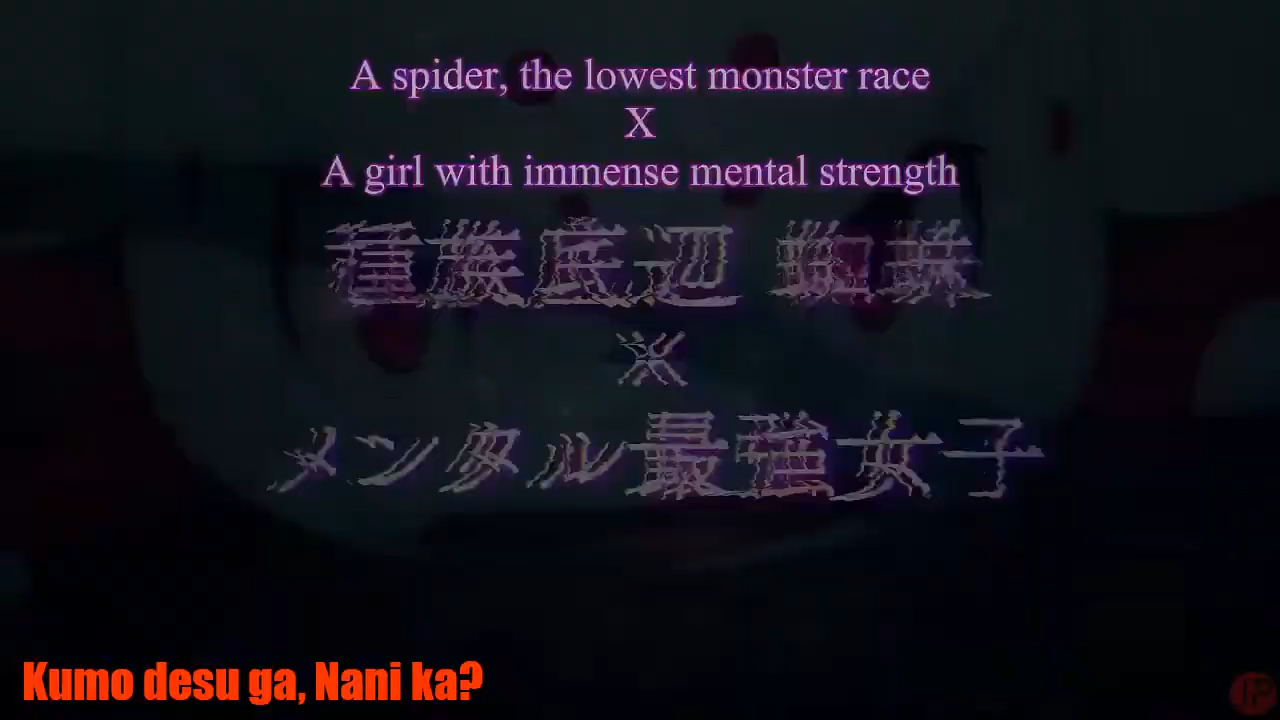 A spider, the lowest monster race
X
A girl with immense mental strength
種族底辺 蜘蛛
×
メンタル最強女子
Kumo desu ga, Nani ka?